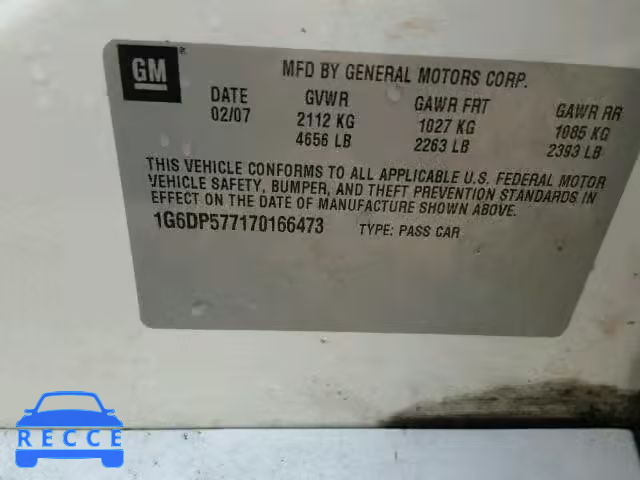 GM ® MFD BY GENERAL MOTORS CORP.
DATE GVWR GAWR FRT GAWR RR
02/07 2112 KG 1027 KG 1085 KG
4656 LB 2263 LB 2393 LB
THIS VEHICLE CONFORMS TO ALL APPLICABLE U.S. FEDERAL MOTOR
VEHICLE SAFETY, BUMPER, AND THEFT PREVENTION STANDARDS IN
EFFECT ON THE DATE OF MANUFACTURE SHOWN ABOVE.
1G6DP577170166473 TYPE: PASS CAR
RECCE